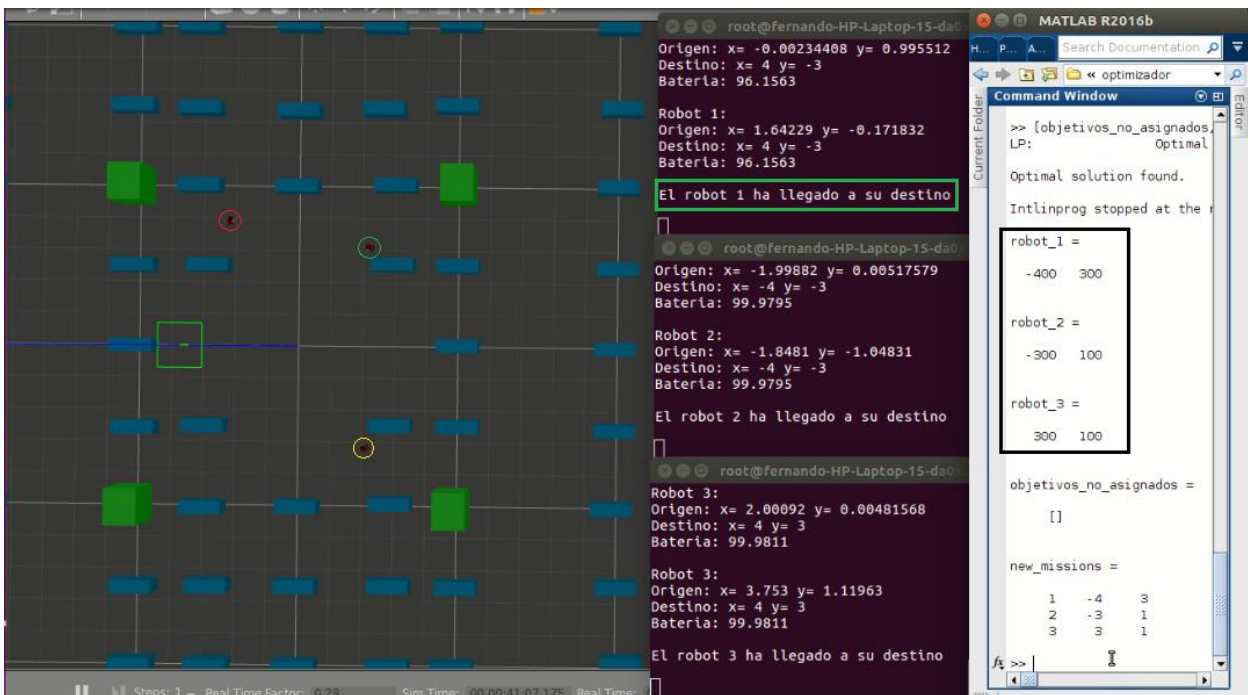 root@fernando-HP-Laptop-15-da0
Origen: x= -0.00234408 y= 0.995512
Destino: x= 4 y= -3
Bateria: 96.1563
Robot 1:
Origen: x= 1.64229 y= -0.171832
Destino: x= 4 y= -3
Bateria: 96.1563
El robot 1 ha llegado a su destino
root@fernando-HP-Laptop-15-da0
Origen: x= -1.99882 y= 0.00517579
Destino: x= -4 y= -3
Bateria: 99.9795
Robot 2:
Origen: x= -1.8481 y= -1.04831
Destino: x= -4 y= -3
Bateria: 99.9795
El robot 2 ha llegado a su destino
root@fernando-HP-Laptop-15-da0
Robot 3:
Origen: x= 2.00092 y= 0.00481568
Destino: x= 4 y= 3
Bateria: 99.9811
Robot 3:
Origen: x= 3.753 y= 1.11963
Destino: x= 4 y= 3
Bateria: 99.9811
El robot 3 ha llegado a su destino
MATLAB R2016b
H... P... A... Search Documentation
« optimizador
Current Folder
Command Window
Editor
>> [objetivos_no_asignados,
LP: Optimal
Optimal solution found.
Intlinprog stopped at the
robot_1 =
-400 300
robot_2 =
-300 100
robot_3 =
300 100
objetivos_no_asignados =
[]
new_missions =
1 -4 3
2 -3 1
3 3 1
fx >>
Steps: 1 Real Time Factor: 0.28 Sim Time: 00 00:41:07.175 Real Time: